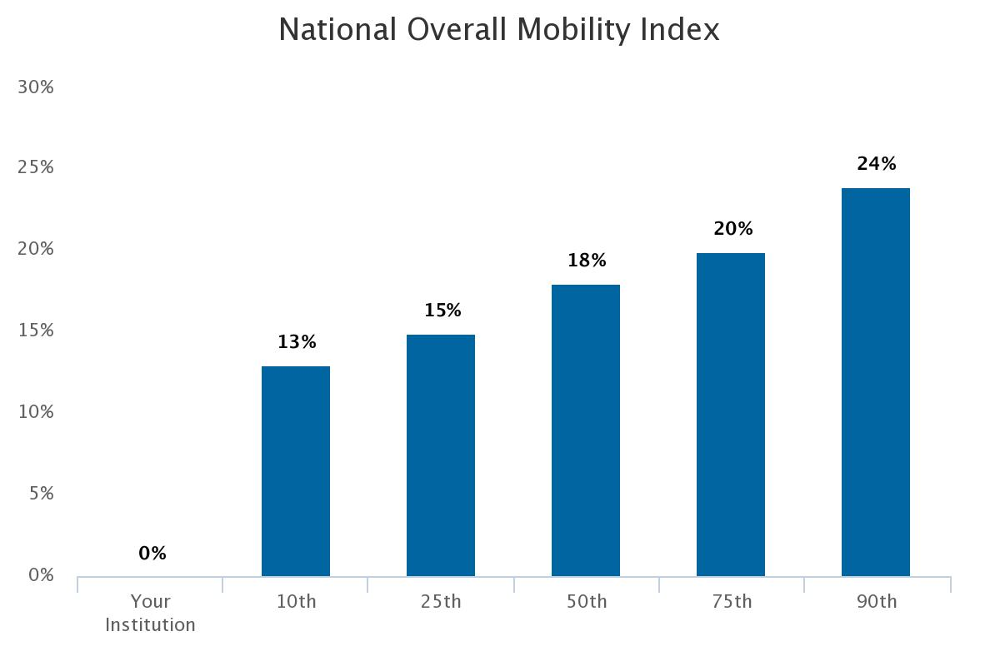 National Overall Mobility Index
30%
25%
20%
15%
10%
5%
0%
0%
13%
15%
18%
20%
24%
Your
Institution
10th
25th
50th
75th
90th